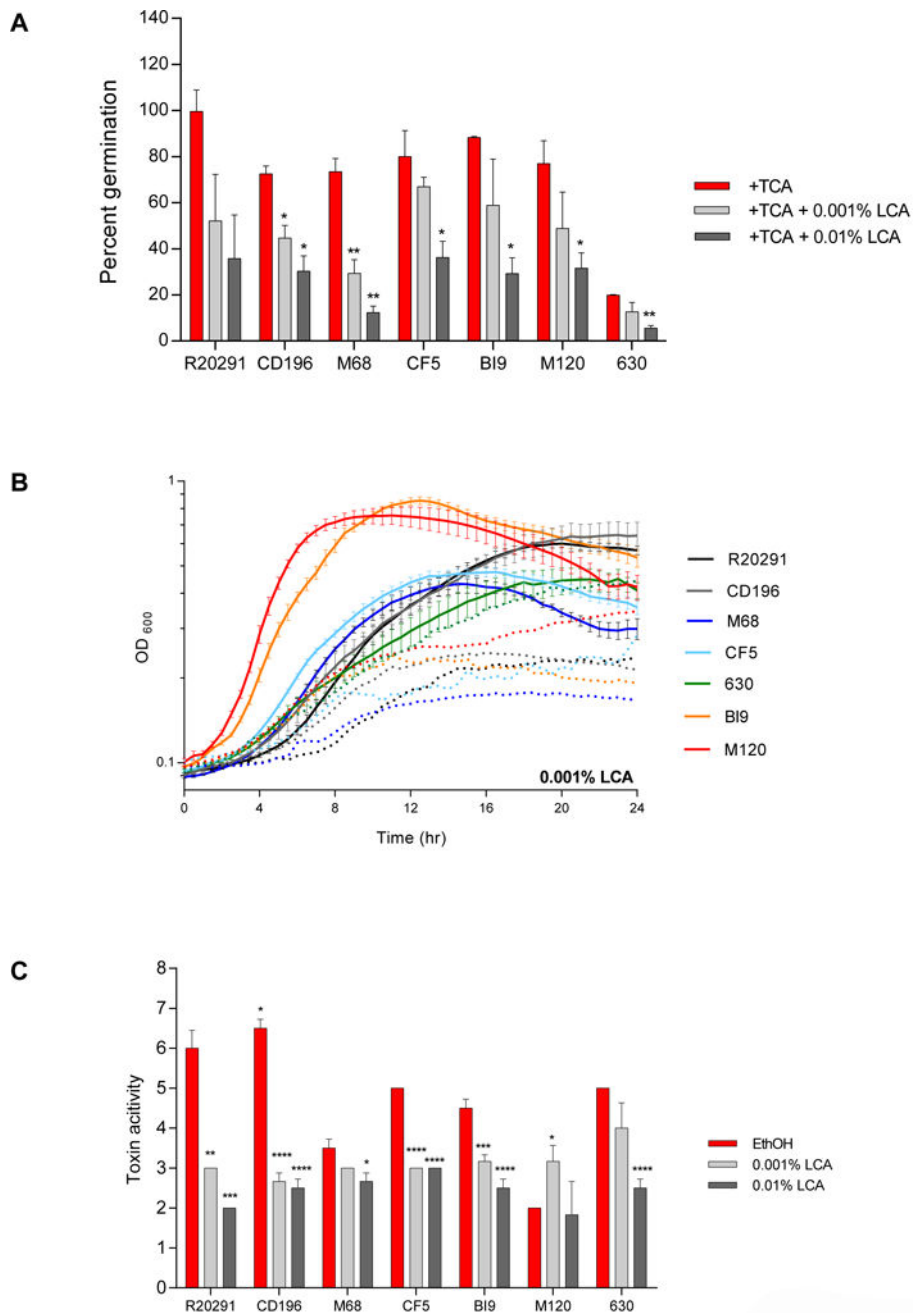 A
140
120
100
80
60
40
20
0
Percent germination
*
*
**
**
*
*
*
**
R20291 CD196 M68 CF5 BI9 M120 630
+TCA
+TCA + 0.001% LCA
+TCA + 0.01% LCA
B
1
0.1
OD 600
0 4 8 12 16 20 24
Time (hr)
0.001% LCA
R20291
CD196
M68
CF5
630
BI9
M120
C
8
7
6
5
4
3
2
1
0
Toxin acitivity
**
***
*
****
****
*
****
****
***
****
*
****
R20291 CD196 M68 CF5 BI9 M120 630
EthOH
0.001% LCA
0.01% LCA